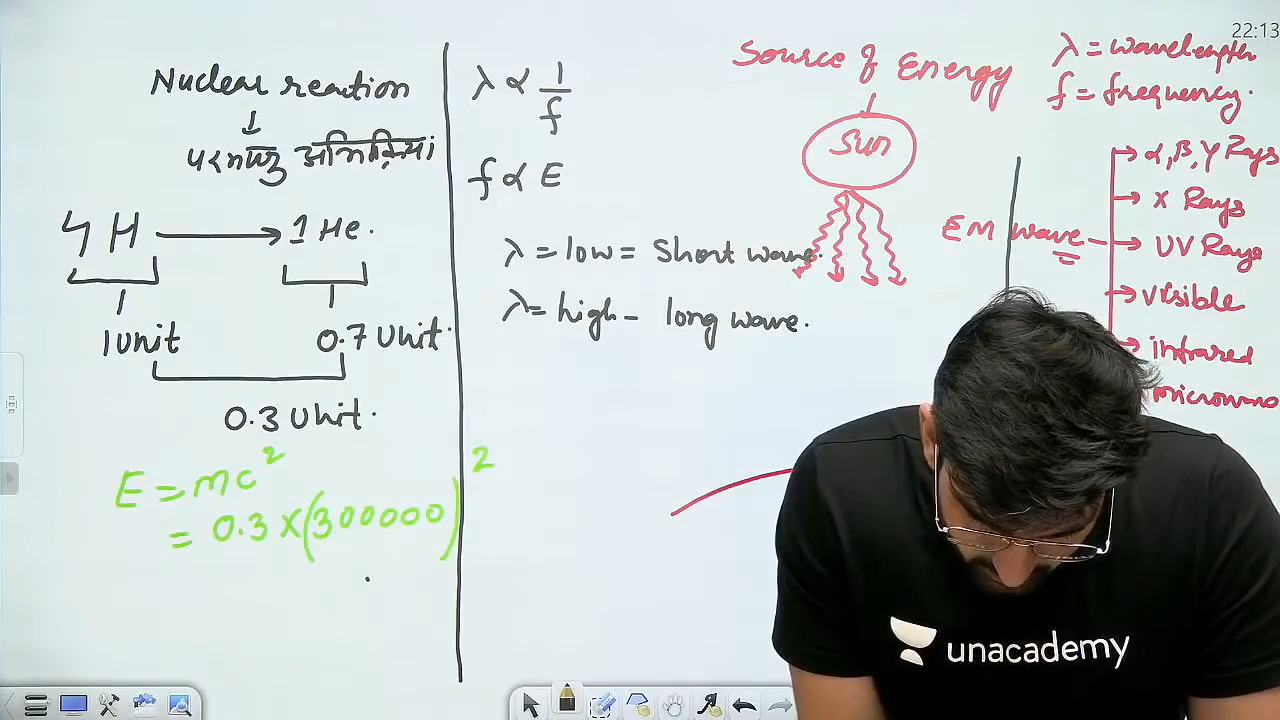 22:13
Nuclear reaction
↓
परमाणु अभिक्रिया
4 H → 1 He.
1 Unit 0.7 Unit.
0.3 Unit.
E = mc²
= 0.3 × (300000)²
λ ∝ 1/f
f ∝ E
λ = low = Short wave.
λ = high – long wave.
Source of Energy
Sun
λ = wavelength
f = frequency.
EM wave
α, β, γ Rays
X Rays
UV Rays
visible
infrared
unacademy